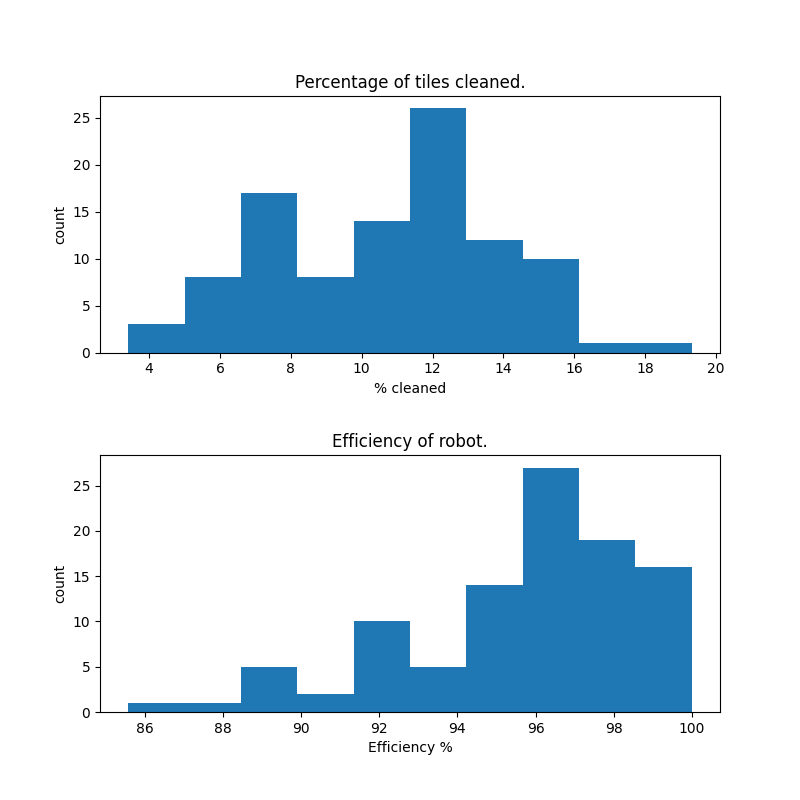 Percentage of tiles cleaned.
25
20
15
10
5
0
count
4 6 8 10 12 14 16 18 20
% cleaned
Efficiency of robot.
25
20
15
10
5
0
count
86 88 90 92 94 96 98 100
Efficiency %